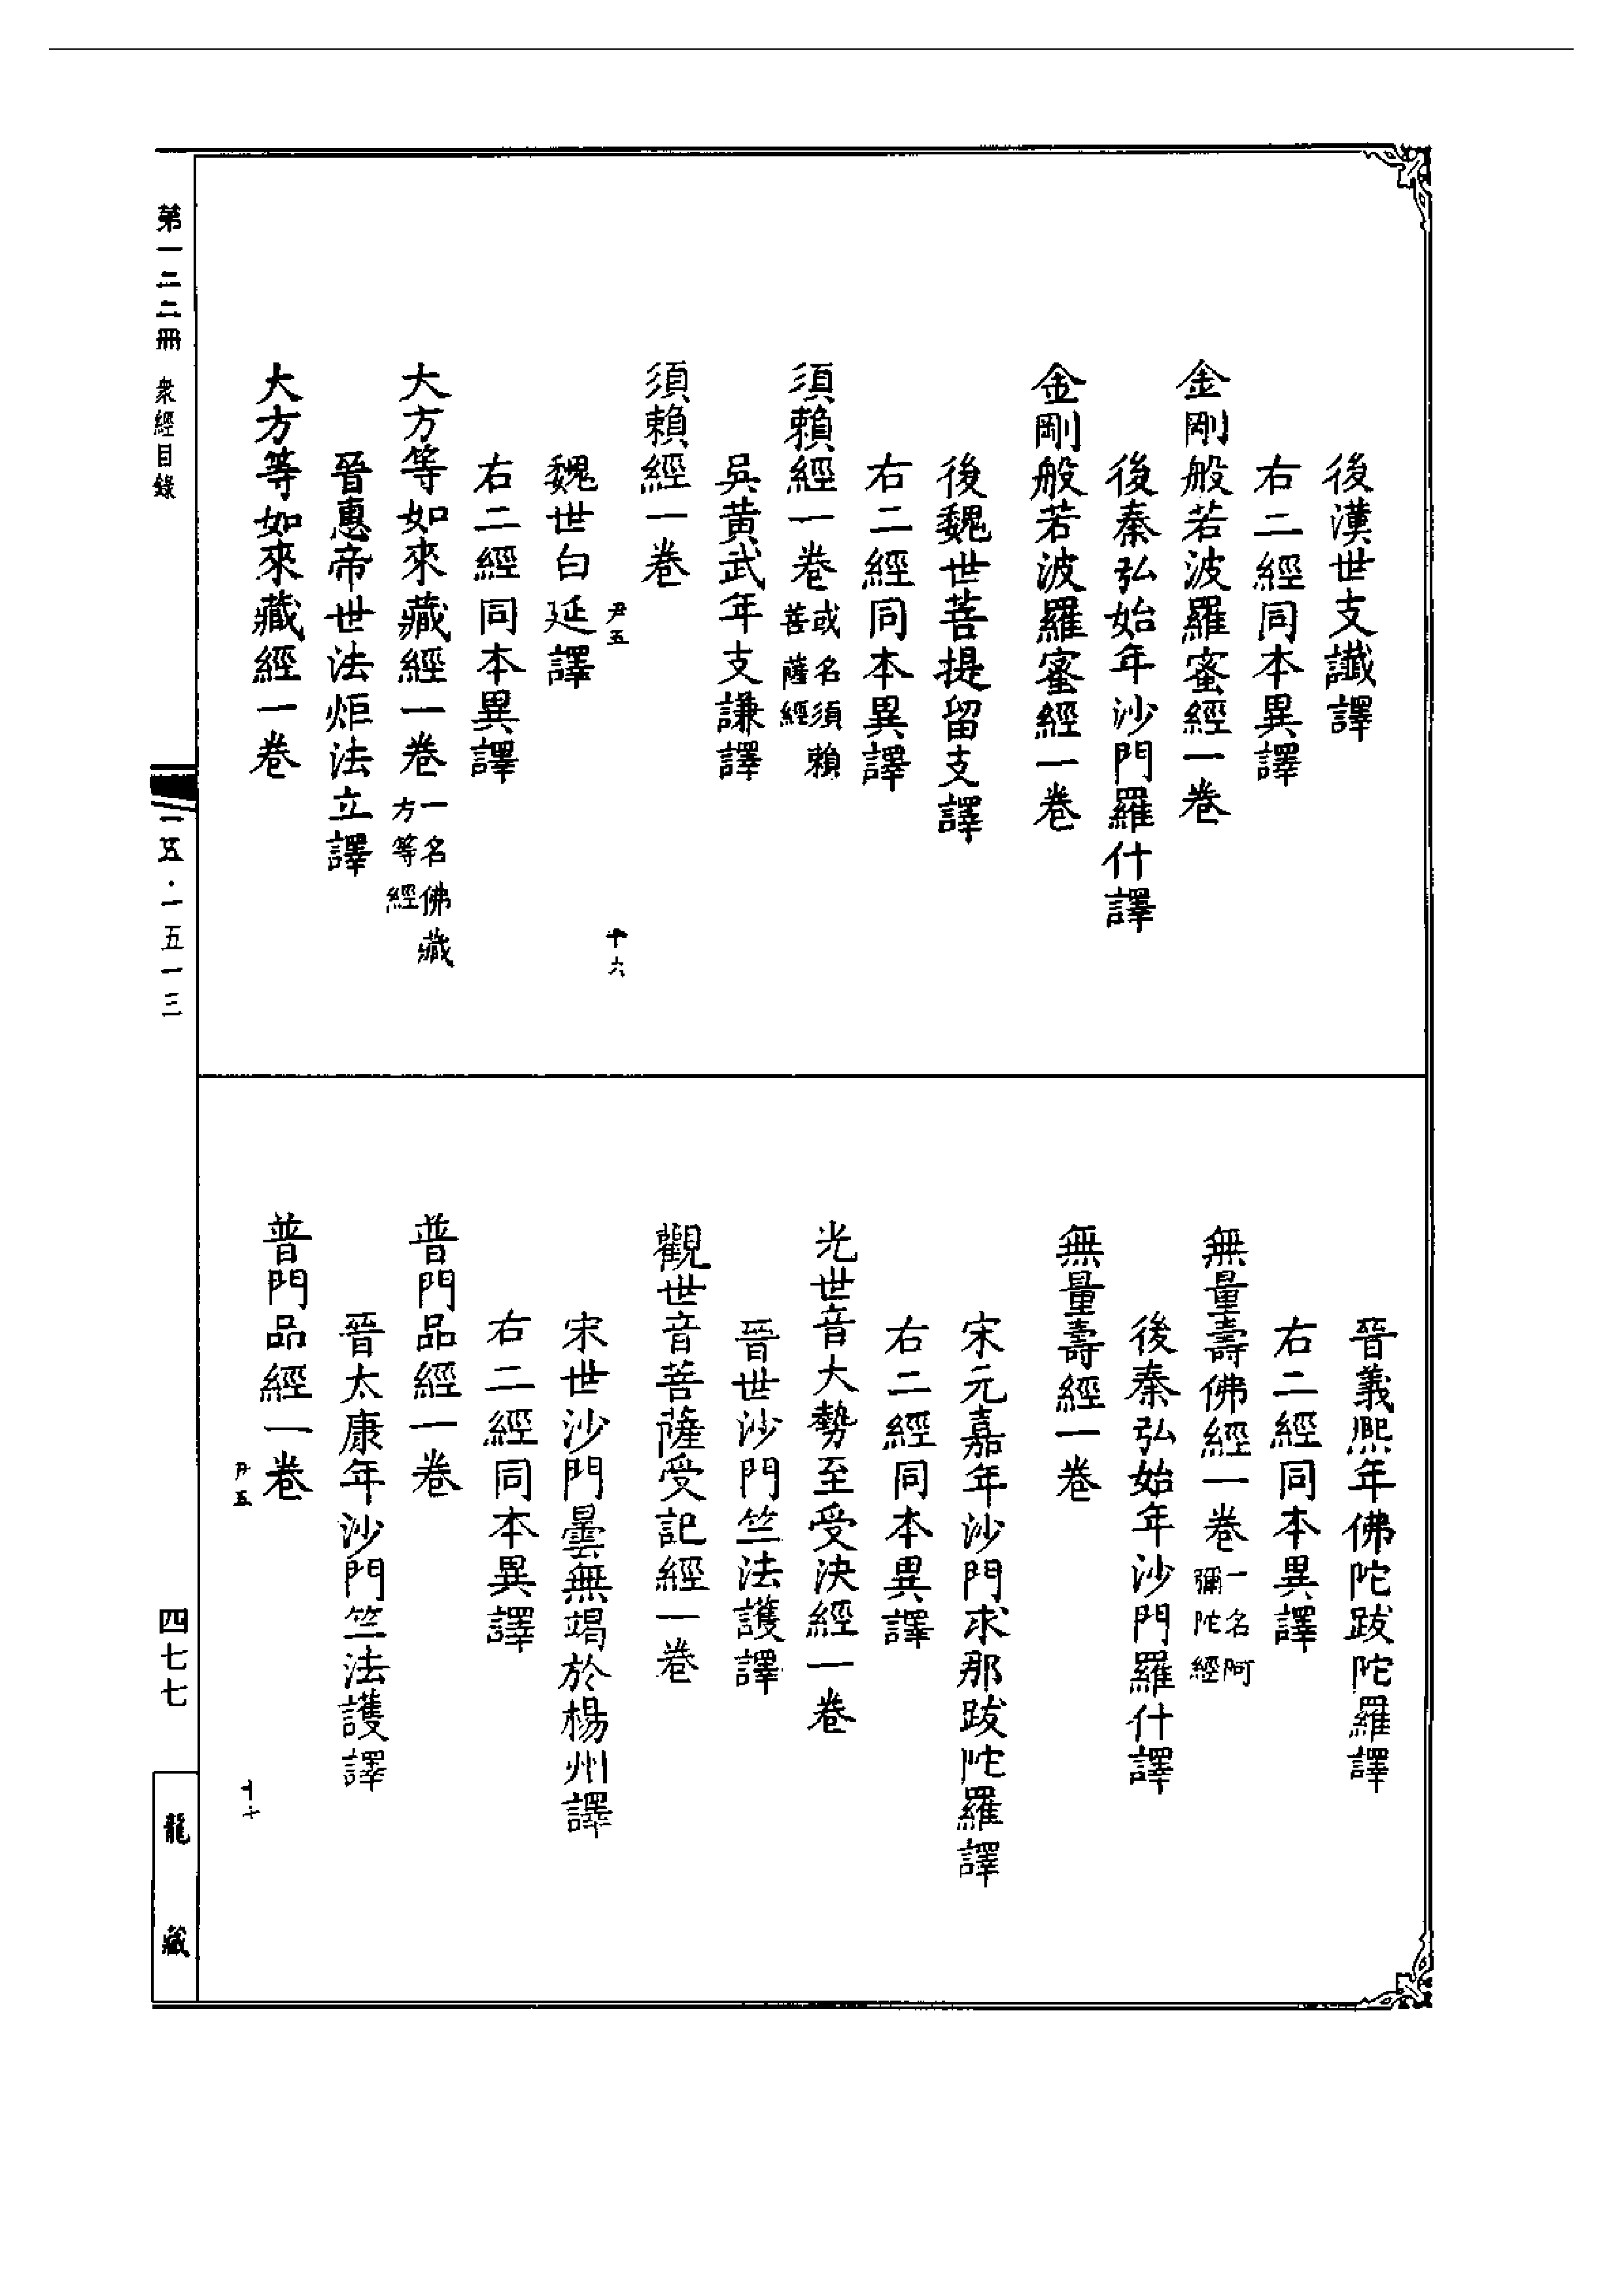 後漢世支讖譯
右二經同本異譯
金剛般若波羅蜜經一卷
後秦弘始年沙門羅什譯
金剛般若波羅蜜經一卷
後魏世菩提留支譯
右二經同本異譯
須賴經一卷或名須賴菩薩經
吳黄武年支謙譯
須賴經一卷
尹五 十六
魏世白延譯
右二經同本異譯
大方等如來藏經一卷一名佛藏方等經
晉惠帝世法炬法立譯
大方等如來藏經一卷
晉義熙年佛陀跋陀羅譯
右二經同本異譯
無量壽佛經一卷一名阿彌陀經
後秦弘始年沙門羅什譯
無量壽經一卷
宋元嘉年沙門求那跋陀羅譯
右二經同本異譯
光世音大勢至受決經一卷
晉世沙門竺法護譯
觀世音菩薩受記經一卷
宋世沙門曇無竭於楊州譯
右二經同本異譯
普門品經一卷
晉太康年沙門竺法護譯
普門品經一卷
尹五 十七
第一二二冊 衆經目錄
一五一三
四七七
龍藏